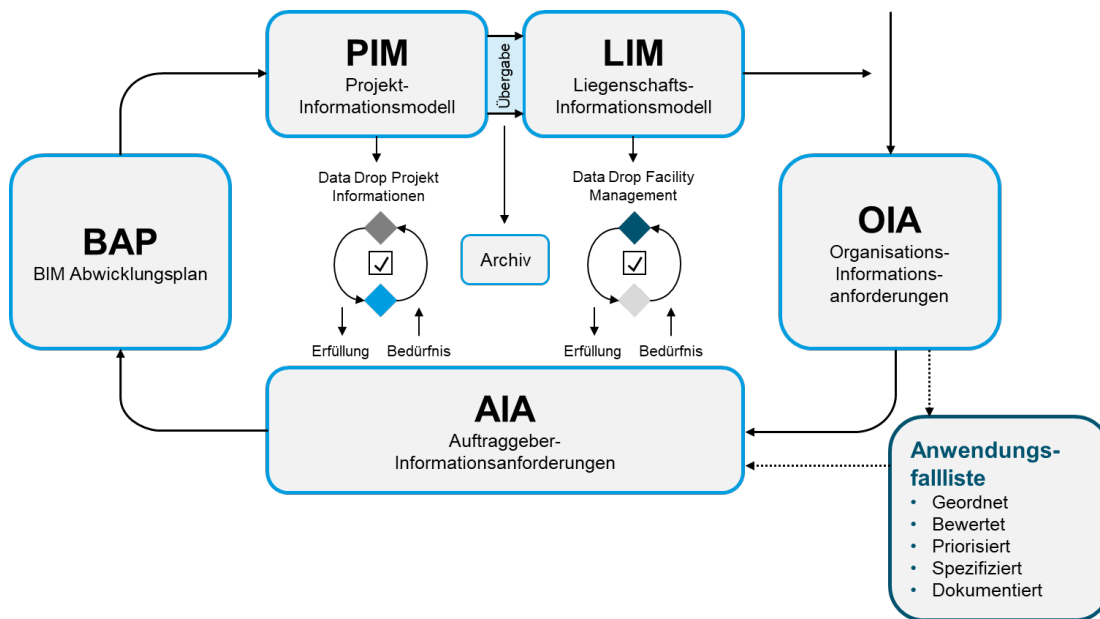 PIM
Projekt-
Informationsmodell
Übergabe
LIM
Liegenschafts-
Informationsmodell
BAP
BIM Abwicklungsplan
Data Drop Projekt
Informationen
Archiv
Data Drop Facility
Management
OIA
Organisations-
Informations-
anforderungen
Erfüllung
Bedürfnis
Erfüllung
Bedürfnis
AIA
Auftraggeber-
Informationsanforderungen
Anwendungs-
fallliste
• Geordnet
• Bewertet
• Priorisiert
• Spezifiziert
• Dokumentiert